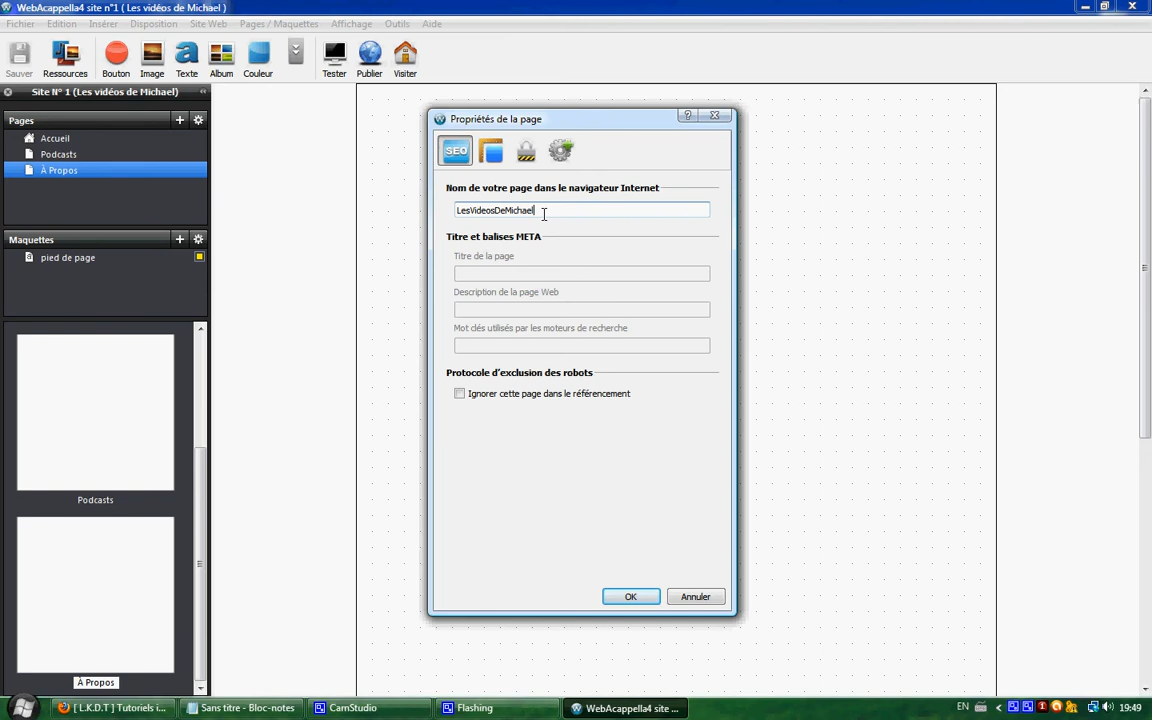 WebAcappella4 site n°1 ( Les vidéos de Michael )
Fichier Edition Insérer Disposition Site Web Pages / Maquettes Affichage Outils Aide
Sauver Ressources Bouton Image Texte Album Couleur Tester Publier Visiter
Site N° 1 (Les vidéos de Michael)
Pages
Accueil
Podcasts
À Propos
Maquettes
pied de page
Podcasts
À Propos
Propriétés de la page
SEO
Nom de votre page dans le navigateur Internet
LesVideosDeMichael
Titre et balises META
Titre de la page
Description de la page Web
Mot clés utilisés par les moteurs de recherche
Protocole d'exclusion des robots
Ignorer cette page dans le référencement
OK Annuler
[ L.K.D.T ] Tutoriels i... Sans titre - Bloc-notes CamStudio Flashing WebAcappella4 site ... EN 19:49